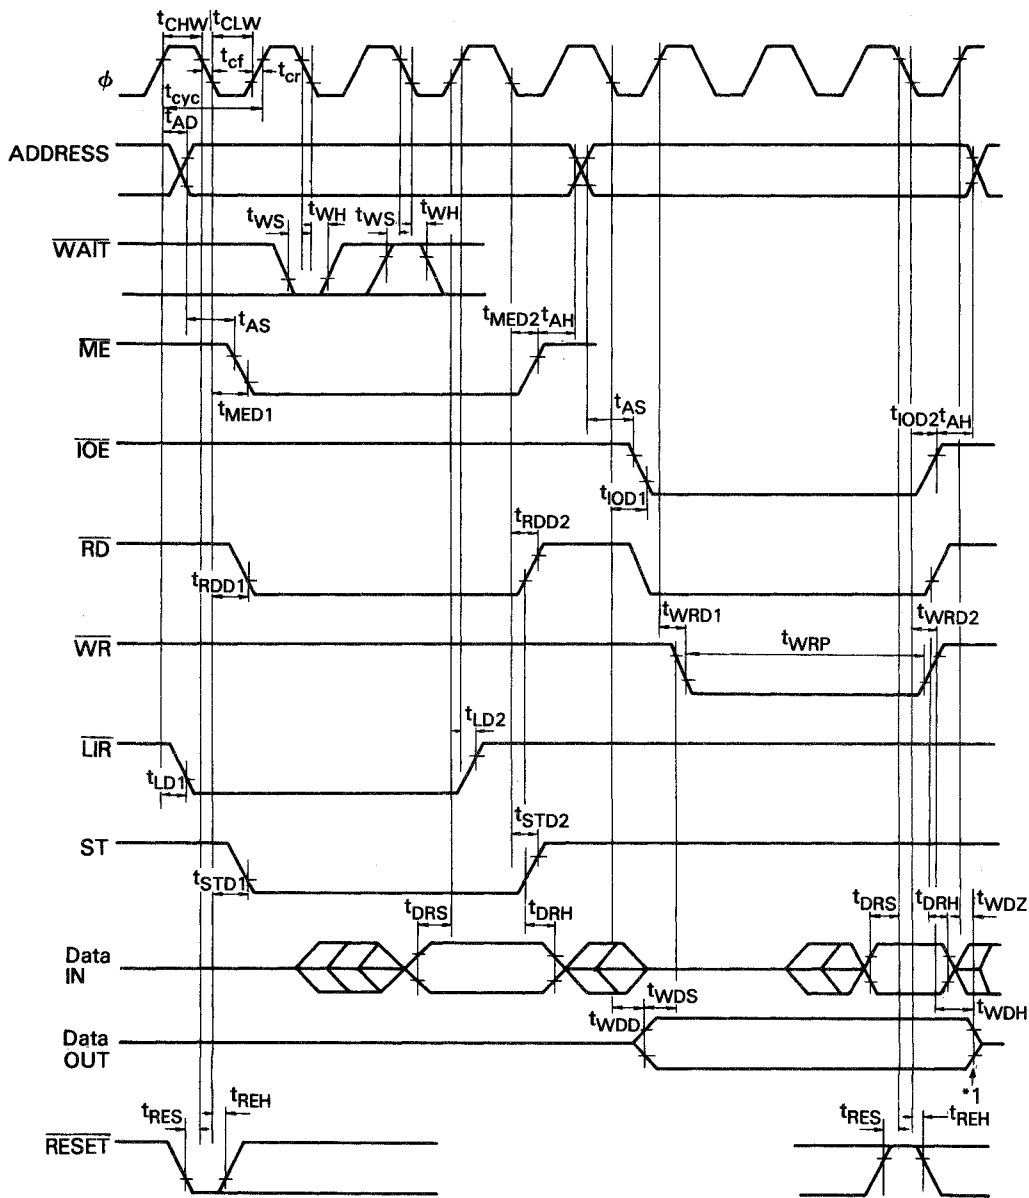 tCHW tCLW
tcf
tcr
ϕ
tcyc
tAD
ADDRESS
tWS tWH tWS tWH
WAIT
tAS
tMED2 tAH
ME
tMED1
tAS
tIOD2 tAH
IOE
tIOD1
tRDD2
RD
tRDD1
tWRD1
tWRD2
WR
tWRP
tLD2
LIR
tLD1
tSTD2
ST
tSTD1
tDRS tDRH tDRS tDRH tWDZ
Data
IN
tWDS
tWDH
tWDD
Data
OUT
*1
tRES tREH tRES tREH
RESET